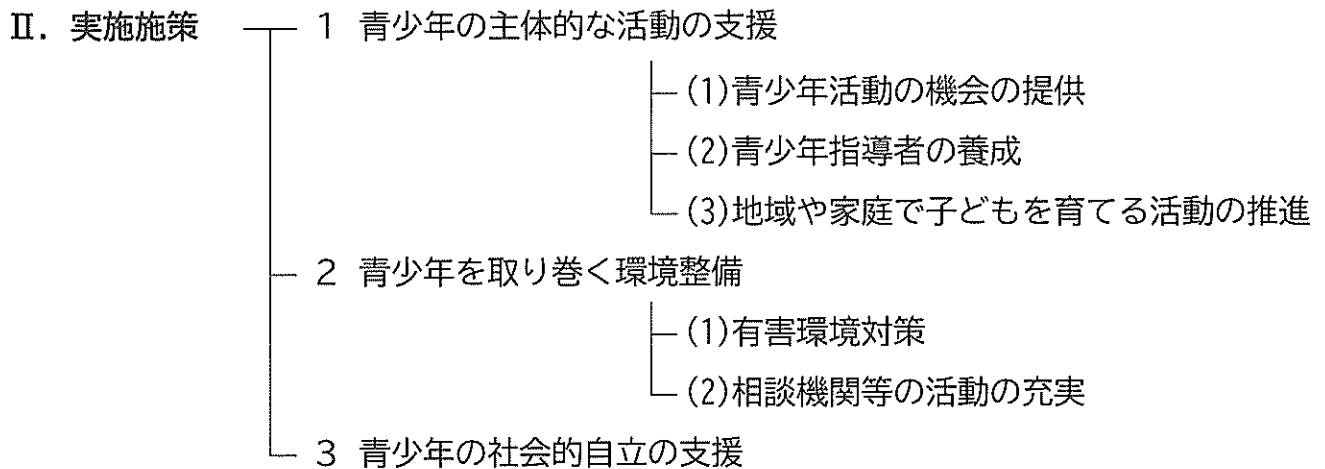 Ⅱ．実施施策 1 青少年の主体的な活動の支援
(1)青少年活動の機会の提供
(2)青少年指導者の養成
(3)地域や家庭で子どもを育てる活動の推進
2 青少年を取り巻く環境整備
(1)有害環境対策
(2)相談機関等の活動の充実
3 青少年の社会的自立の支援